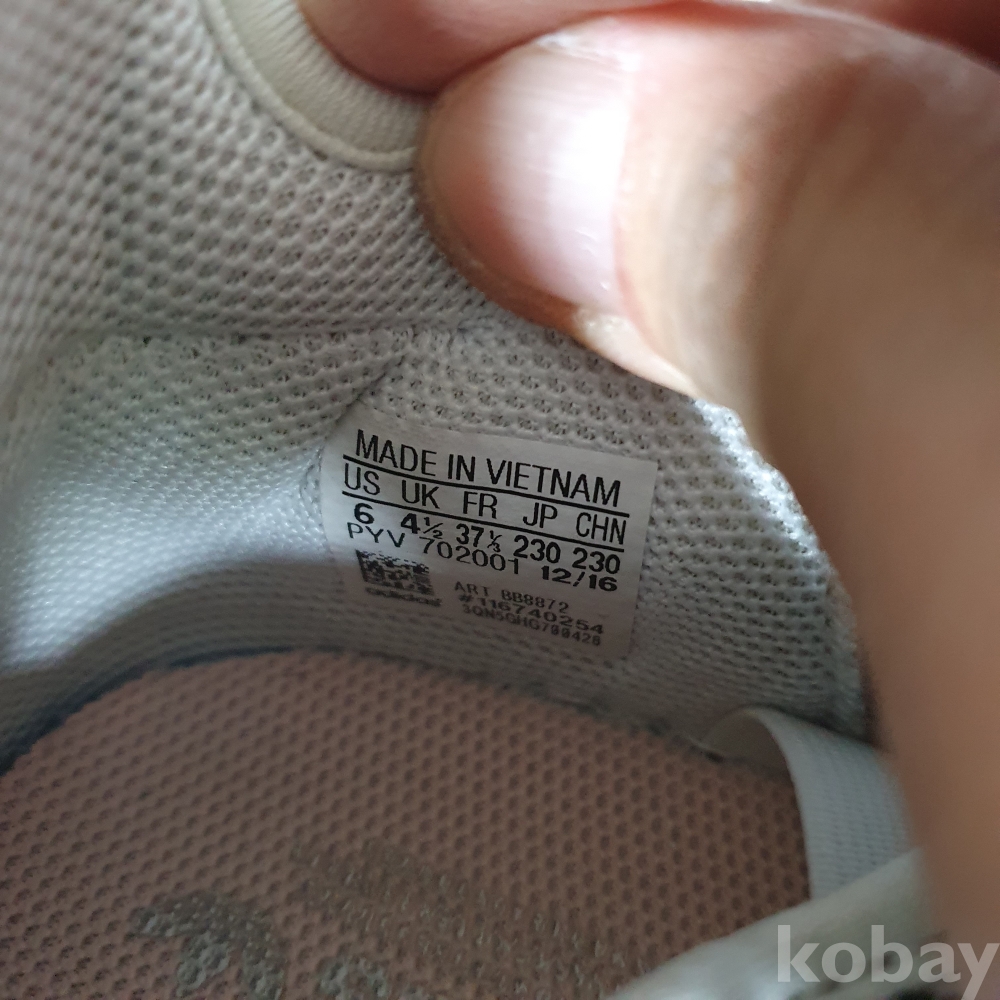 MADE IN VIETNAM
US UK FR JP CHN
6 4½ 37⅓ 230 230
PYV 702001 12/16
ART BB8872
#116740254
adidas
kobay